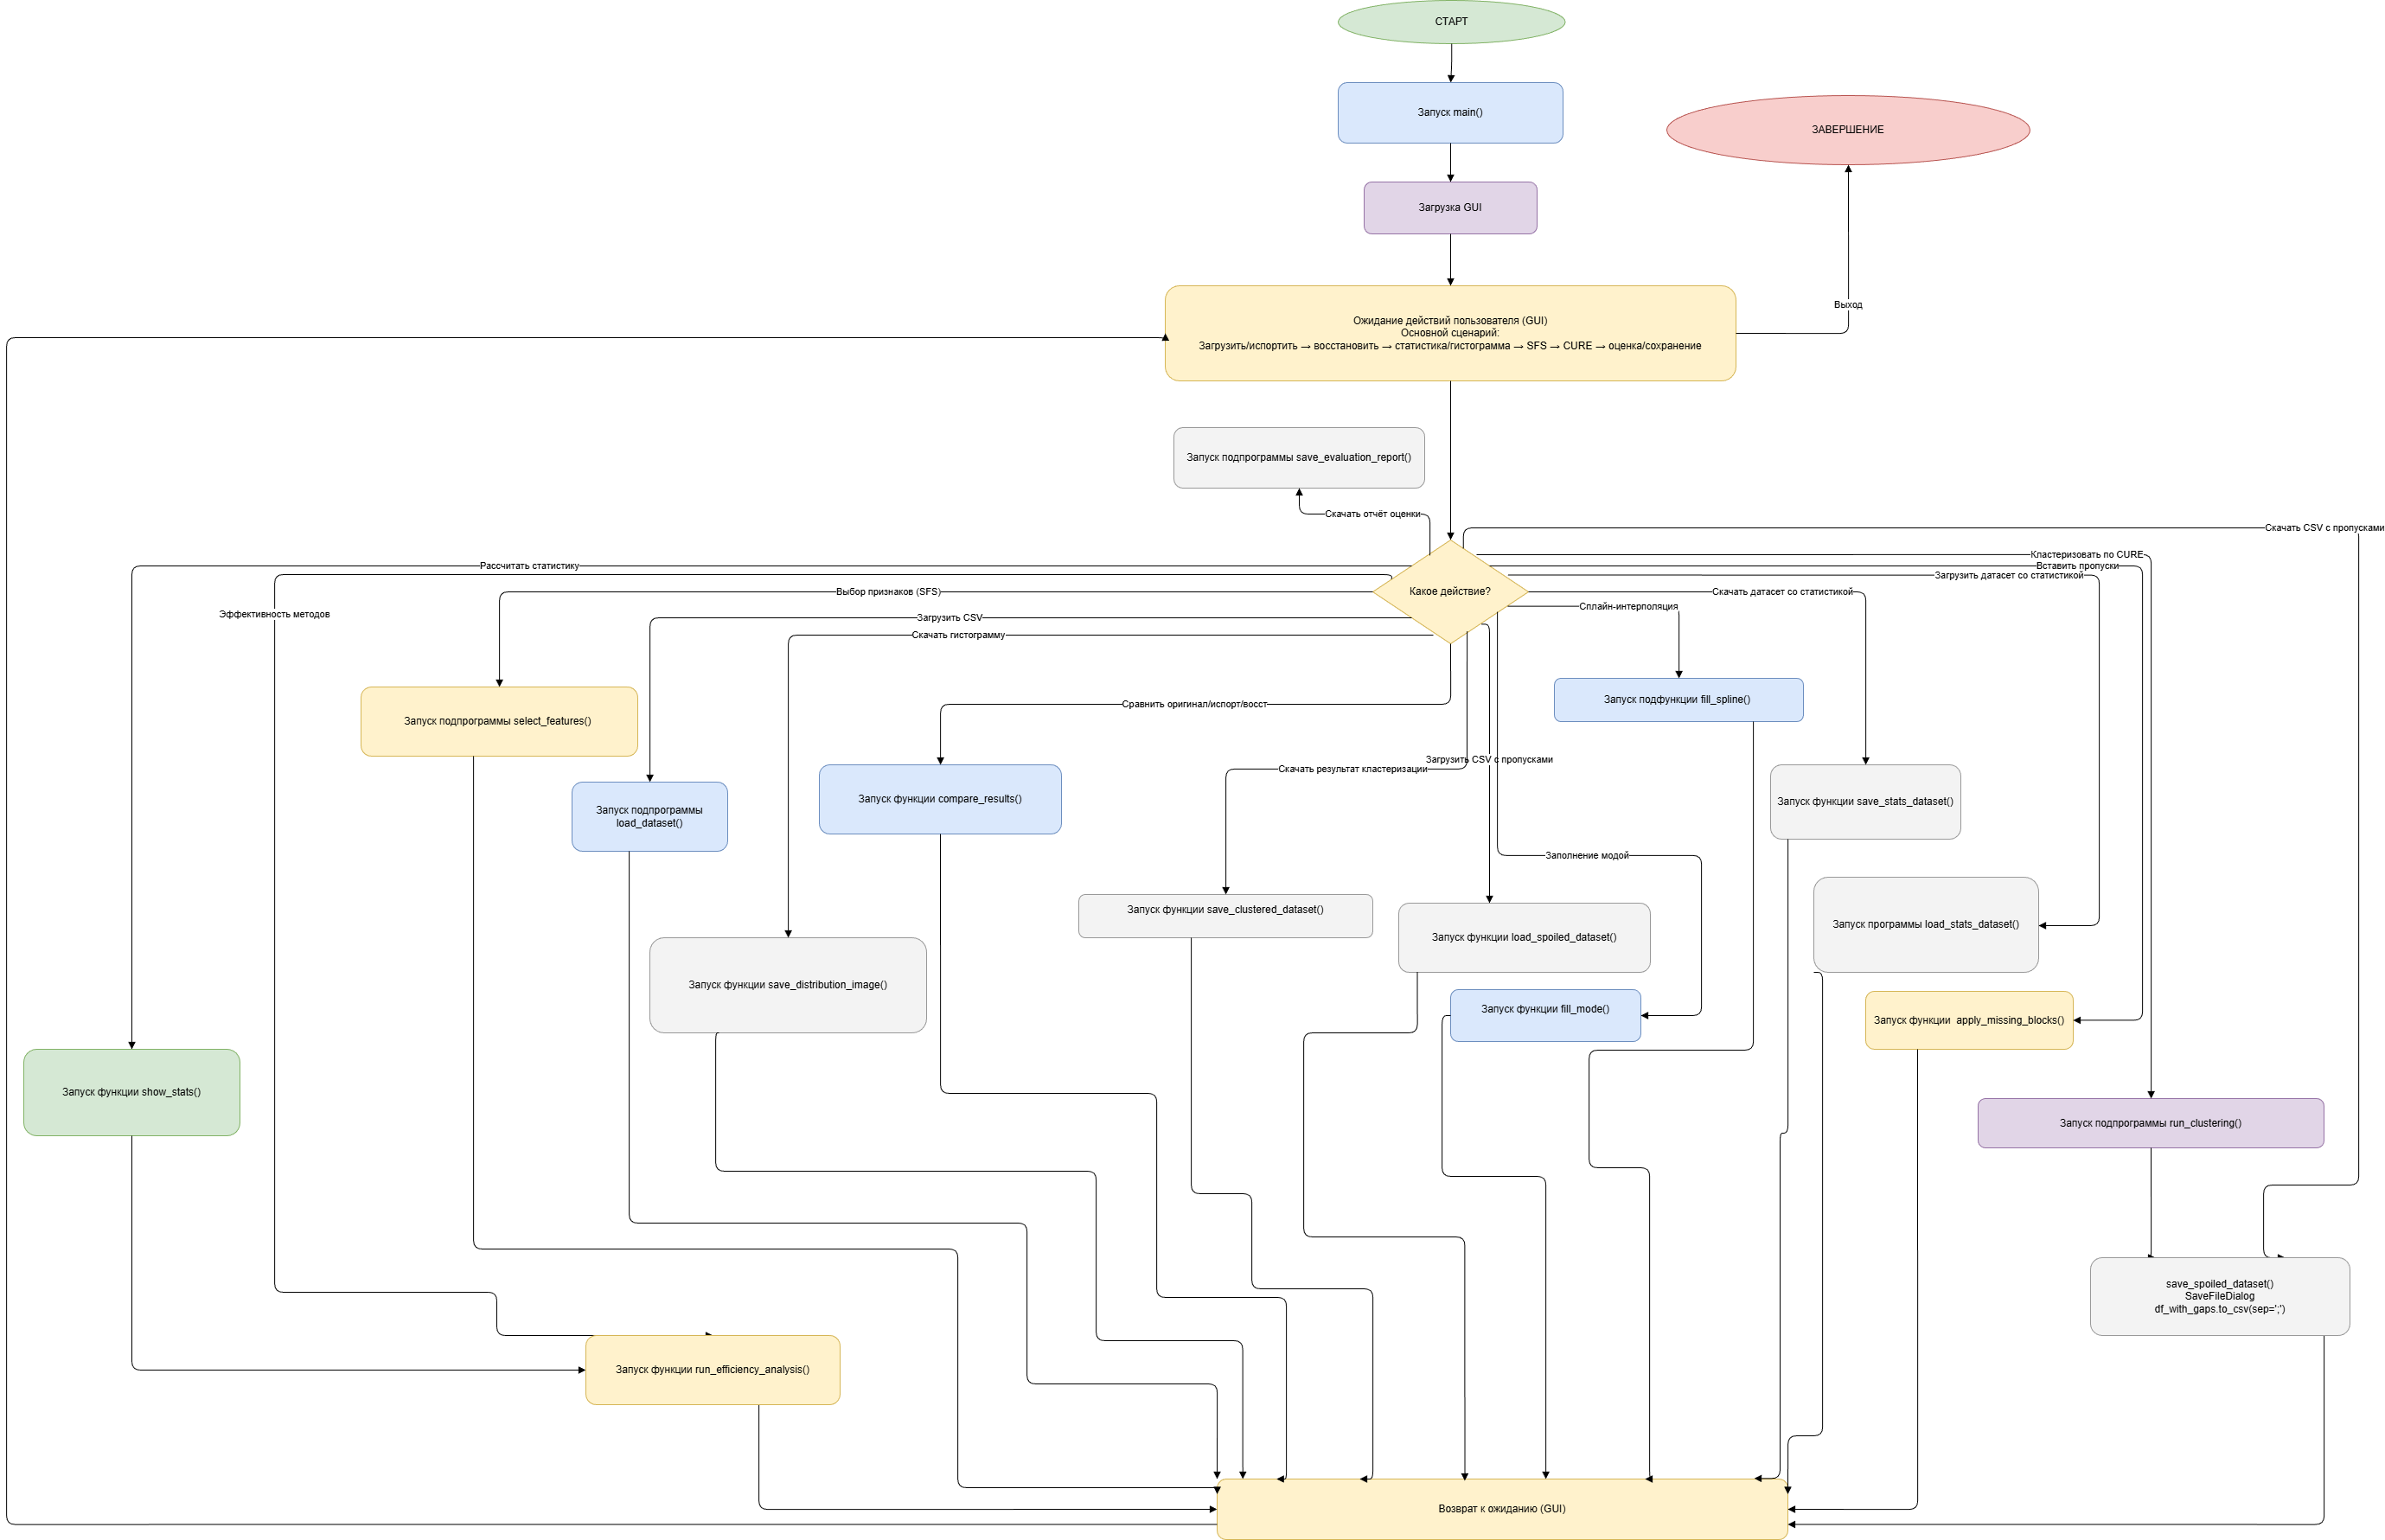 СТАРТ
Запуск main()
ЗАВЕРШЕНИЕ
Загрузка GUI
Выход
Ожидание действий пользователя (GUI)
Основной сценарий:
Загрузить/испортить → восстановить → статистика/гистограмма → SFS → CURE → оценка/сохранение
Запуск подпрограммы save_evaluation_report()
Скачать отчёт оценки
Скачать CSV с пропусками
Кластеризовать по CURE
Рассчитать статистику
Вставить пропуски
Загрузить датасет со статистикой
Выбор признаков (SFS)
Какое действие?
Скачать датасет со статистикой
Сплайн-интерполяция
Эффективность методов
Загрузить CSV
Скачать гистограмму
Запуск подфункции fill_spline()
Сравнить оригинал/испорт/восст
Запуск подпрограммы select_features()
Загрузить CSV с пропусками
Скачать результат кластеризации
Запуск функции compare_results()
Запуск функции save_stats_dataset()
Запуск подпрограммы
load_dataset()
Заполнение модой
Запуск функции save_clustered_dataset()
Запуск программы load_stats_dataset()
Запуск функции load_spoiled_dataset()
Запуск функции save_distribution_image()
Запуск функции fill_mode()
Запуск функции  apply_missing_blocks()
Запуск функции show_stats()
Запуск подпрограммы run_clustering()
save_spoiled_dataset()
SaveFileDialog
df_with_gaps.to_csv(sep=';')
Запуск функции run_efficiency_analysis()
Возврат к ожиданию (GUI)